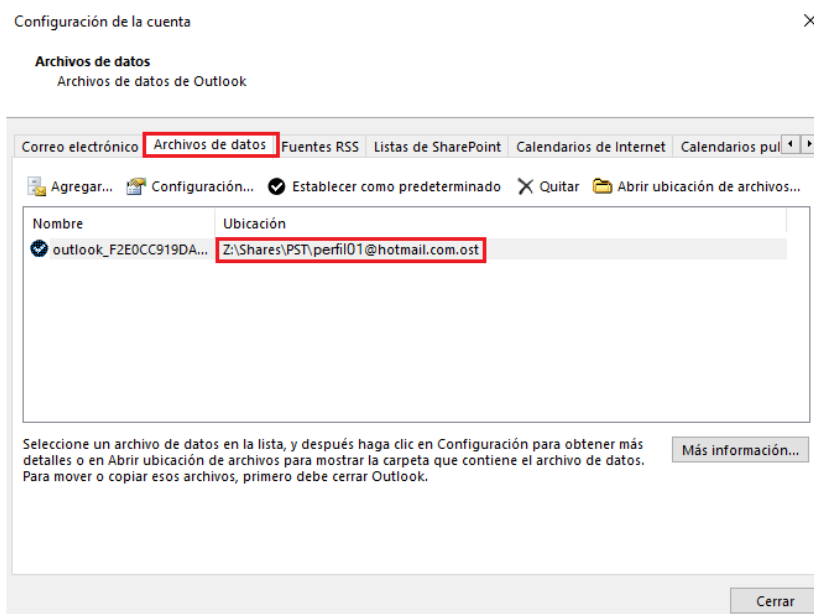 Configuración de la cuenta
Archivos de datos
Archivos de datos de Outlook
Correo electrónico Archivos de datos Fuentes RSS Listas de SharePoint Calendarios de Internet Calendarios pul
Agregar... Configuración... Establecer como predeterminado Quitar Abrir ubicación de archivos...
Nombre Ubicación
outlook_F2E0CC919DA... Z:\Shares\PST\perfil01@hotmail.com.ost
Seleccione un archivo de datos en la lista, y después haga clic en Configuración para obtener más
detalles o en Abrir ubicación de archivos para mostrar la carpeta que contiene el archivo de datos.
Para mover o copiar esos archivos, primero debe cerrar Outlook.
Más información...
Cerrar